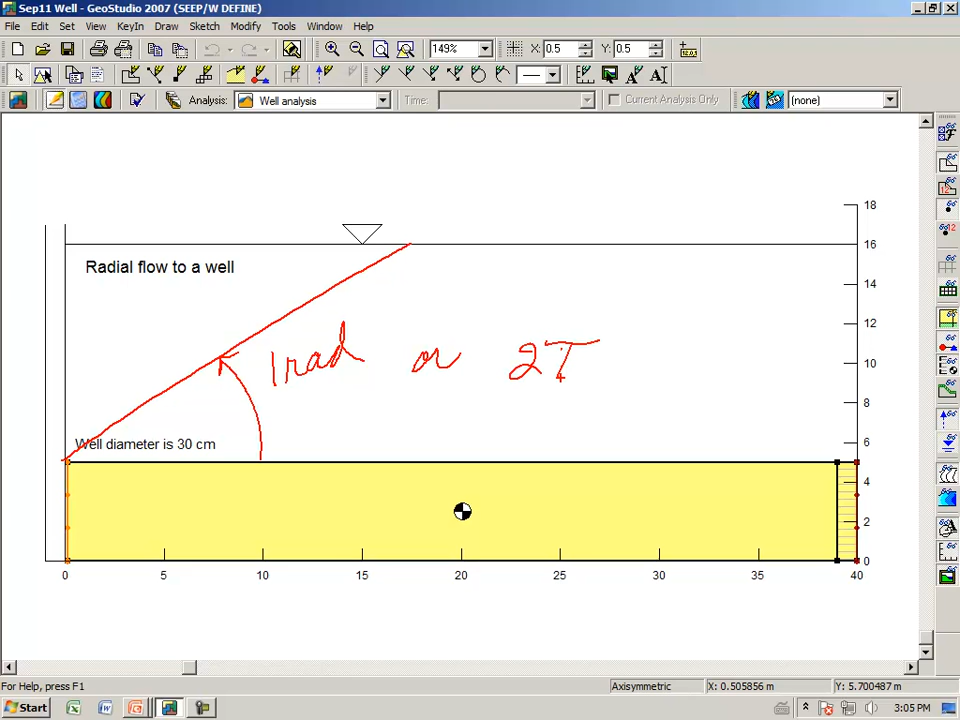 Sep11 Well - GeoStudio 2007 (SEEP/W DEFINE)
File Edit Set View KeyIn Draw Sketch Modify Tools Window Help
149% X: 0.5 Y: 0.5
Analysis: Well analysis Time: Current Analysis Only (none)
18
16
Radial flow to a well
14
12
1rad or 2
10
8
Well diameter is 30 cm
6
4
2
0
0 5 10 15 20 25 30 35 40
For Help, press F1 Axisymmetric X: 0.505856 m Y: 5.700487 m
Start 3:05 PM